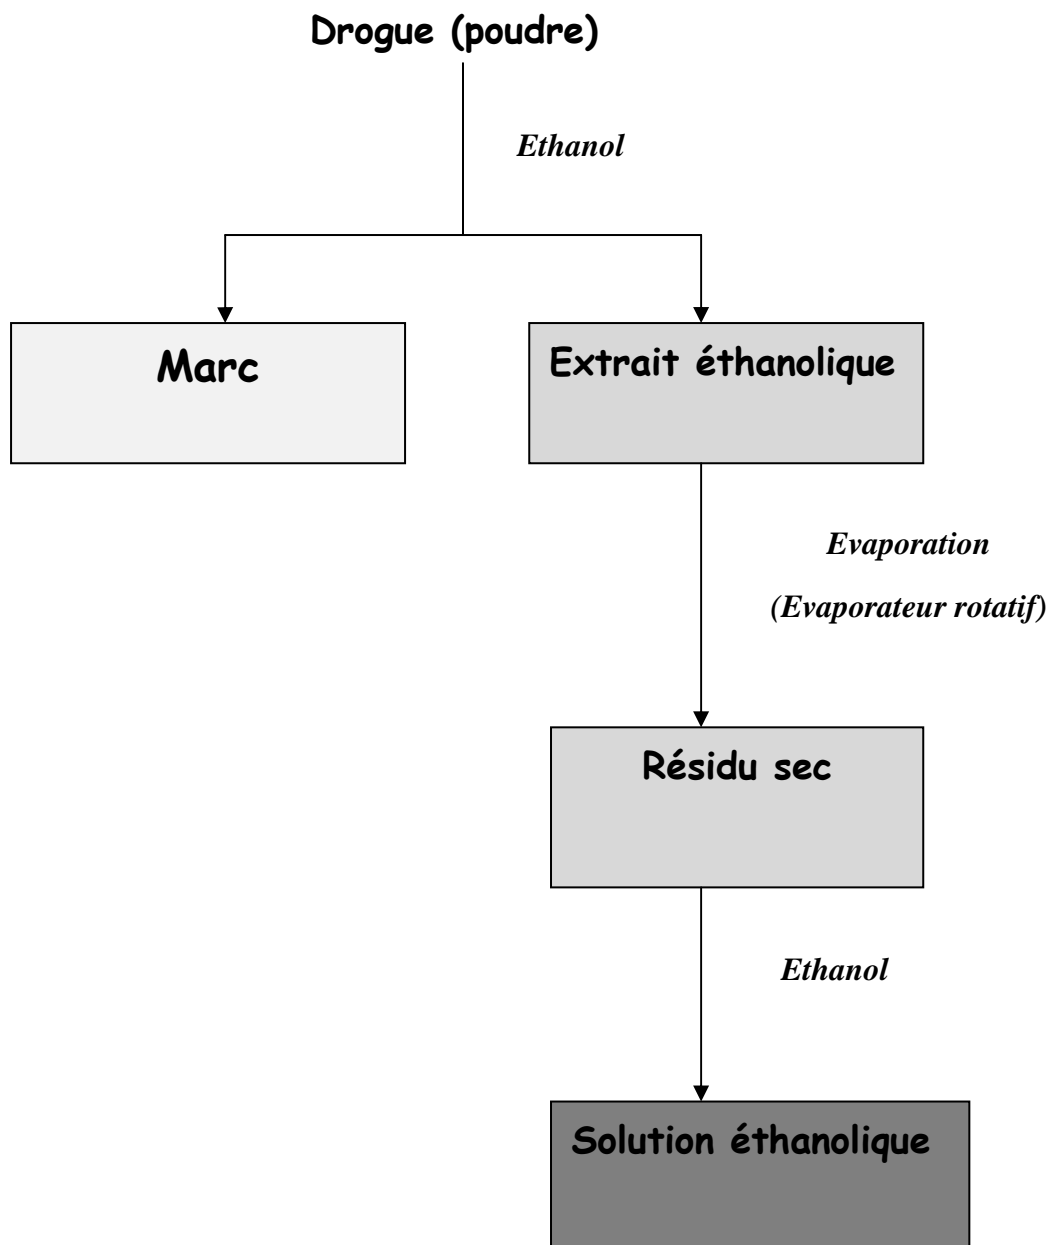 Drogue (poudre)
Ethanol
Marc
Extrait éthanolique
Evaporation
(Evaporateur rotatif)
Résidu sec
Ethanol
Solution éthanolique